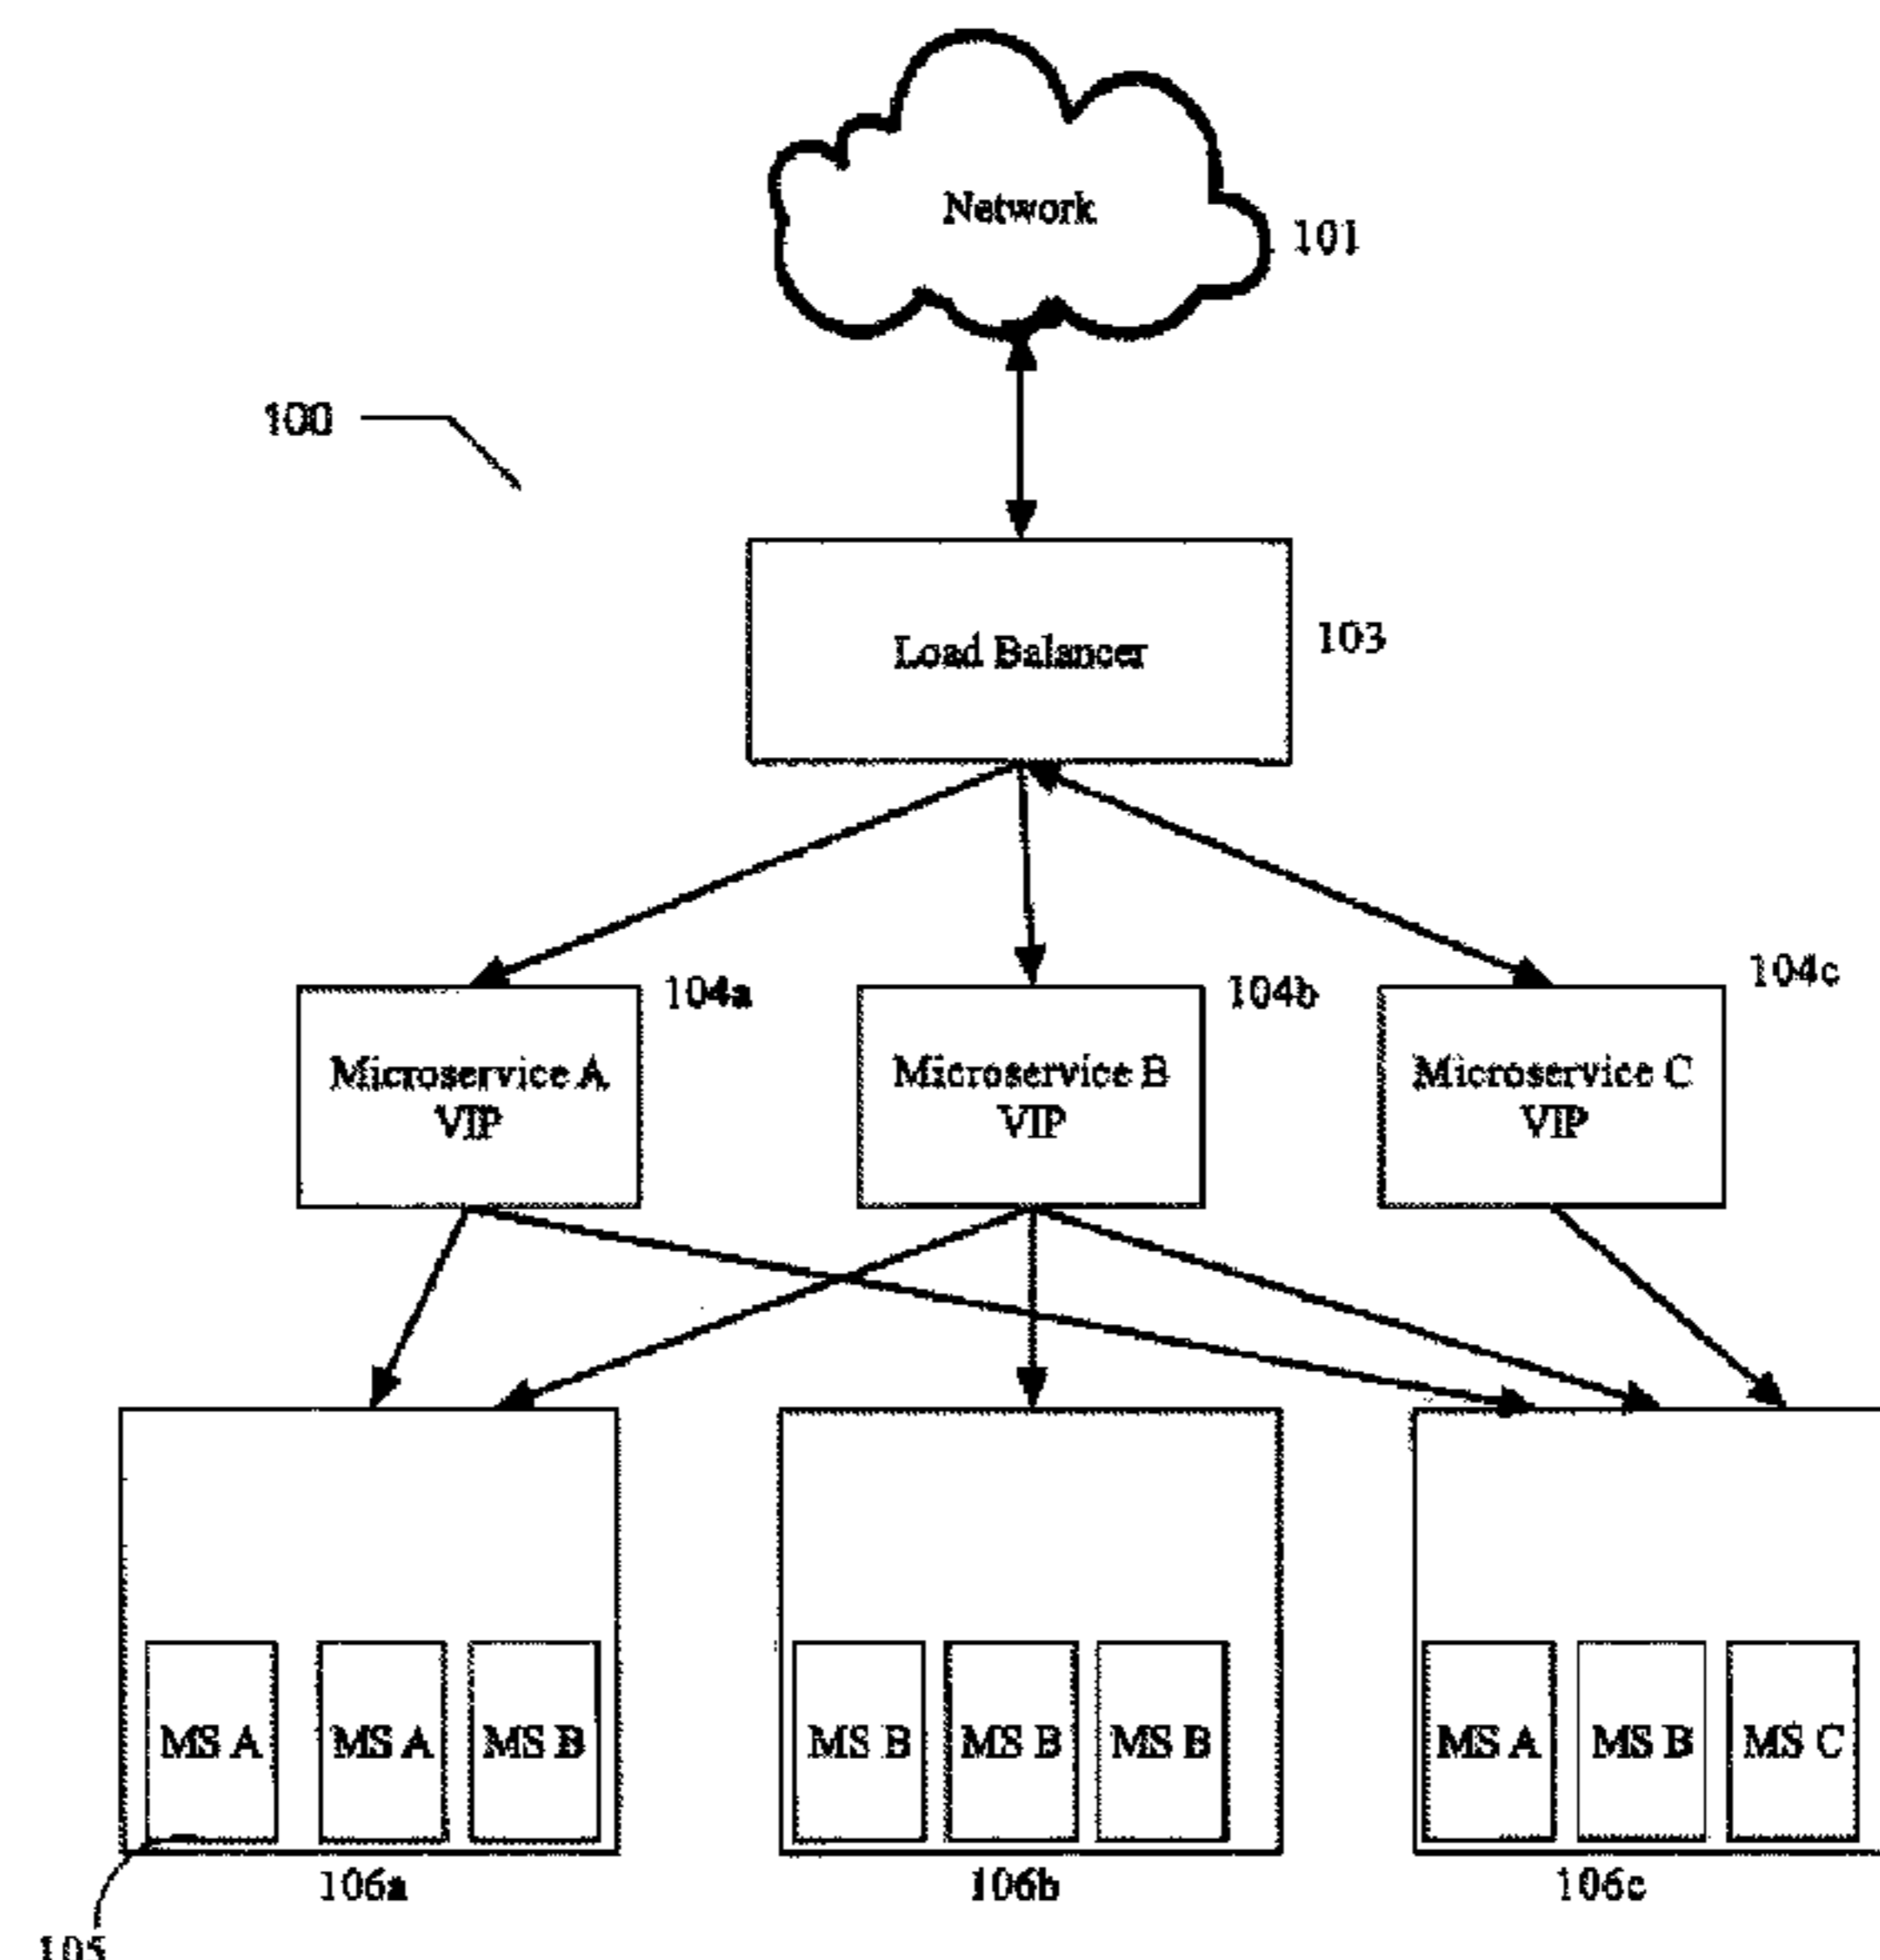 Network
101
100
Load Balancer
103
104a
104b
104c
Microservice A
VIP
Microservice B
VIP
Microservice C
VIP
MS A
MS A
MS B
MS B
MS B
MS B
MS A
MS B
MS C
106a
106b
106c
105